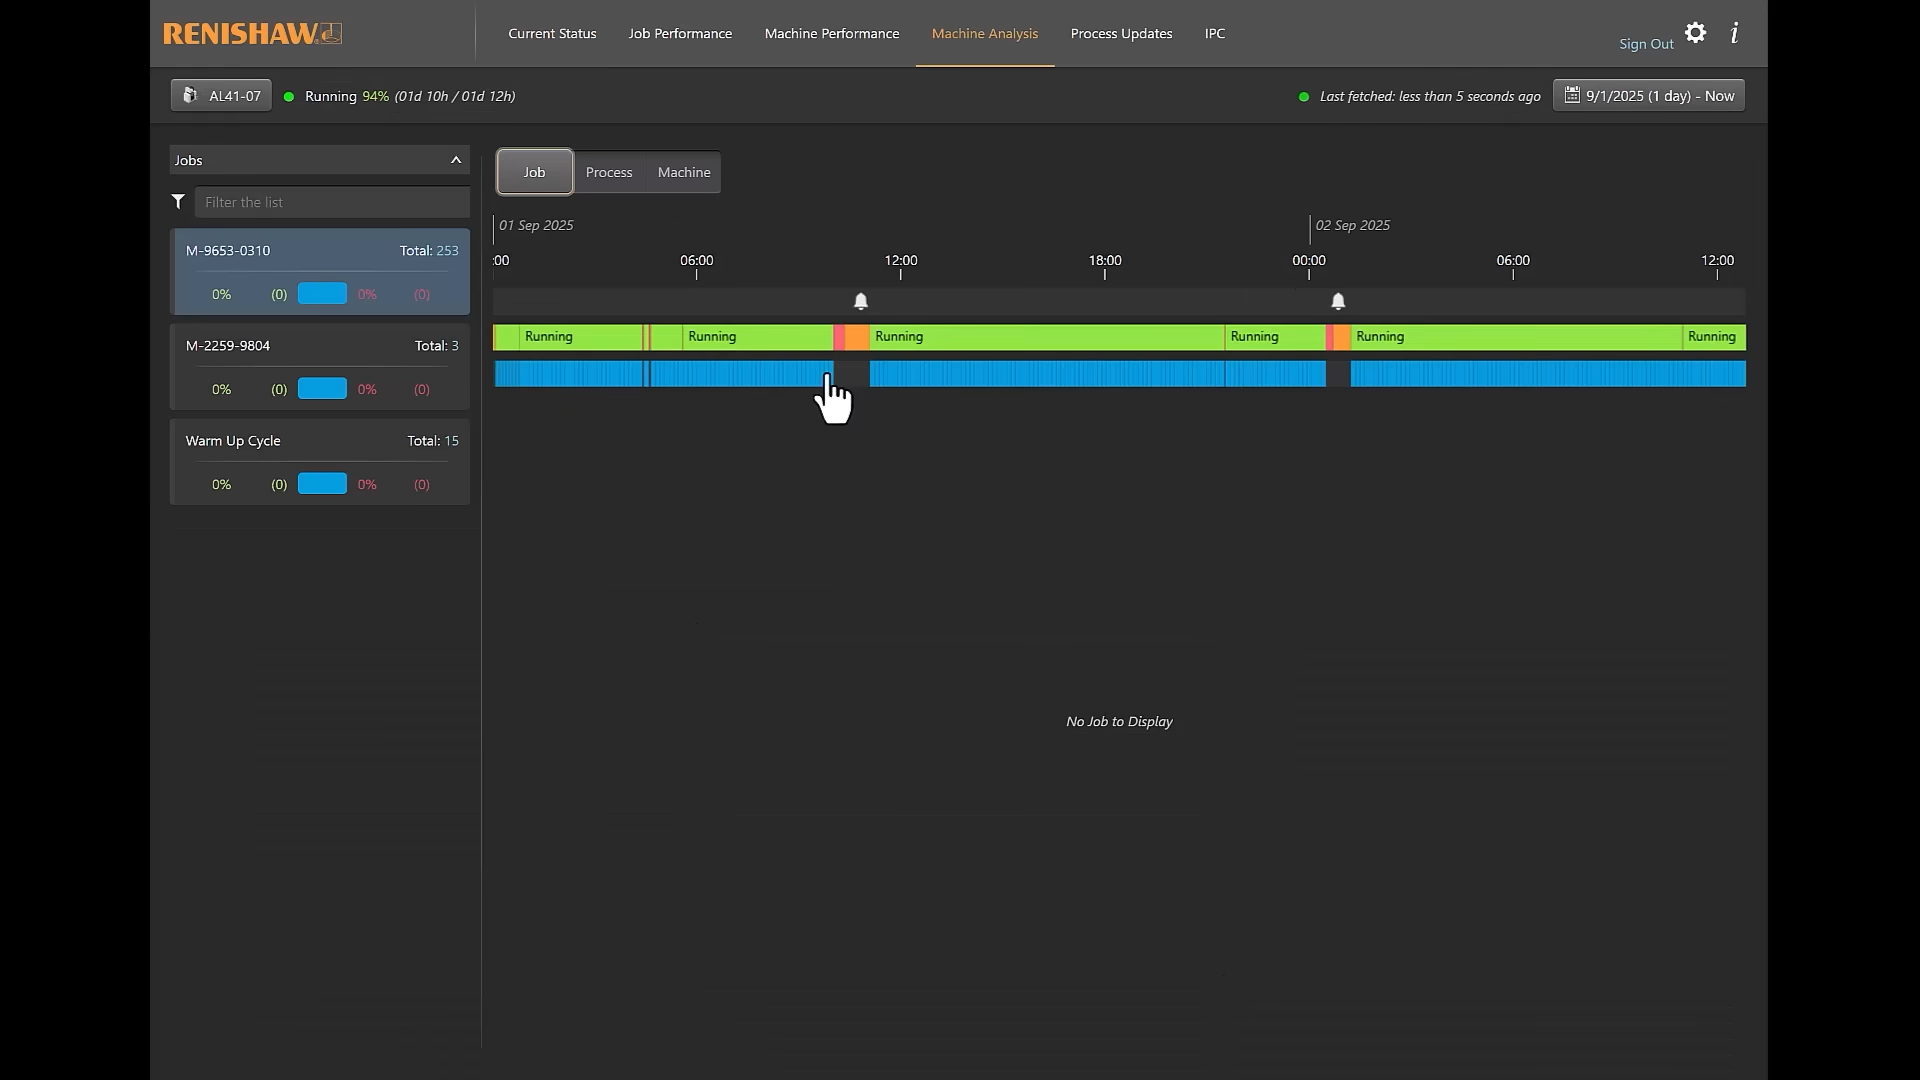 RENISHAW
Current Status
Job Performance
Machine Performance
Machine Analysis
Process Updates
IPC
Sign Out
i
AL41-07
Running 94% (01d 10h / 01d 12h)
Last fetched: less than 5 seconds ago
9/1/2025 (1 day) - Now
Jobs
Filter the list
M-9653-0310 Total: 253
0% (0) 0% (0)
M-2259-9804 Total: 3
0% (0) 0% (0)
Warm Up Cycle Total: 15
0% (0) 0% (0)
Job Process Machine
01 Sep 2025 02 Sep 2025
:00 06:00 12:00 18:00 00:00 06:00 12:00
Running Running Running Running Running Running
No Job to Display